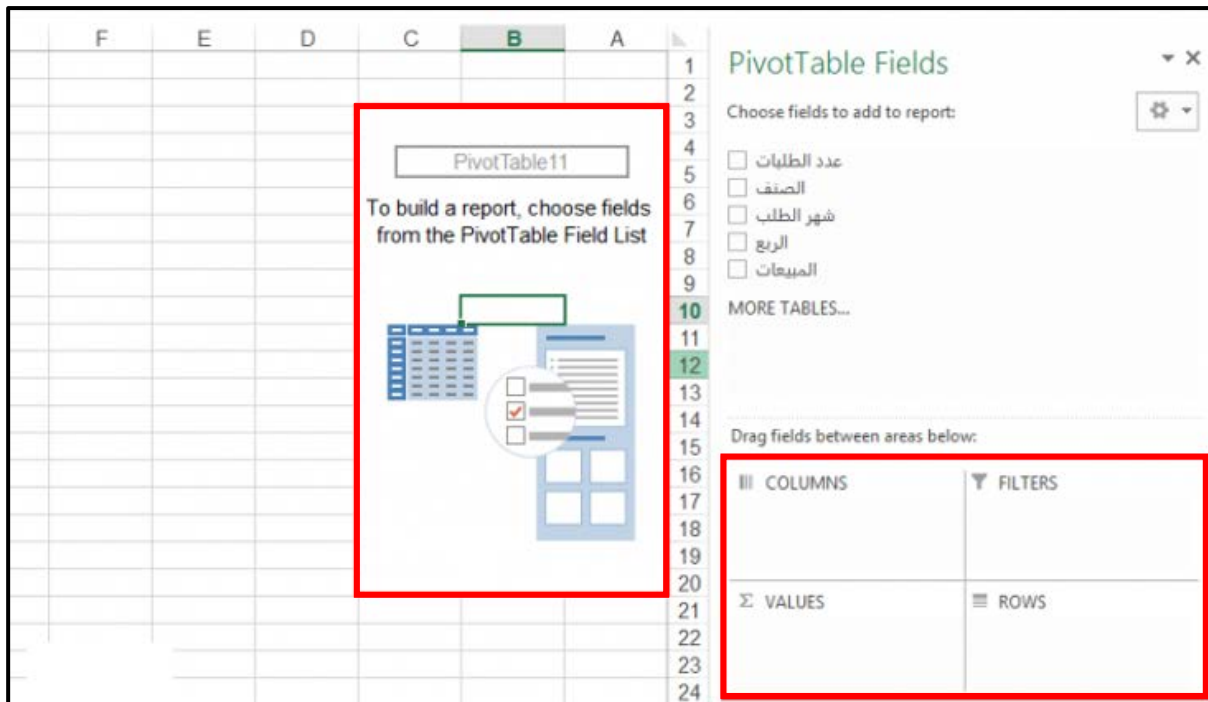 F E D C B A
1
2
3
4
5
6
7
8
9
10
11
12
13
14
15
16
17
18
19
20
21
22
23
24
PivotTable11
To build a report, choose fields
from the PivotTable Field List
PivotTable Fields
Choose fields to add to report:
عدد الطلبات
الصنف
شهر الطلب
الربع
المبيعات
MORE TABLES...
Drag fields between areas below:
COLUMNS
FILTERS
Σ VALUES
ROWS